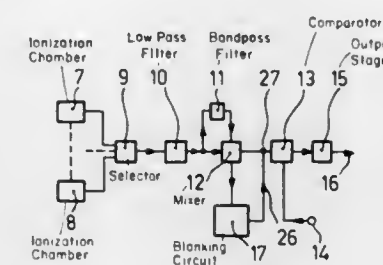 Comparator
Low Pass
Filter
Bandpass
Filter
Output
Stage
Ionization
Chamber
7
9
10
11
27
13
15
Selector
12
Mixer
16
8
17
26
14
Ionization
Chamber
Blanking
Circuit